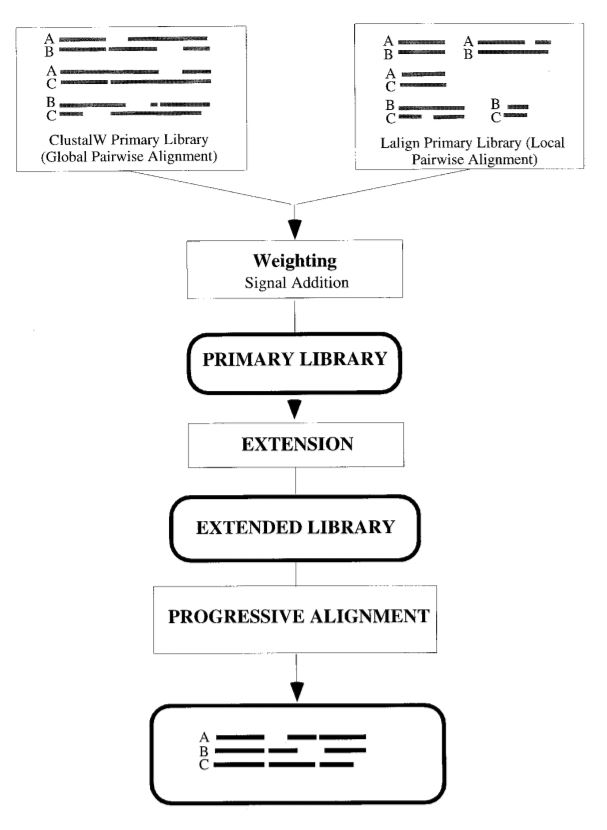 A
B
A
C
B
C
ClustalW Primary Library
(Global Pairwise Alignment)
A A
B B
A
C
B B
C C
Lalign Primary Library (Local
Pairwise Alignment)
Weighting
Signal Addition
PRIMARY LIBRARY
EXTENSION
EXTENDED LIBRARY
PROGRESSIVE ALIGNMENT
A
B
C